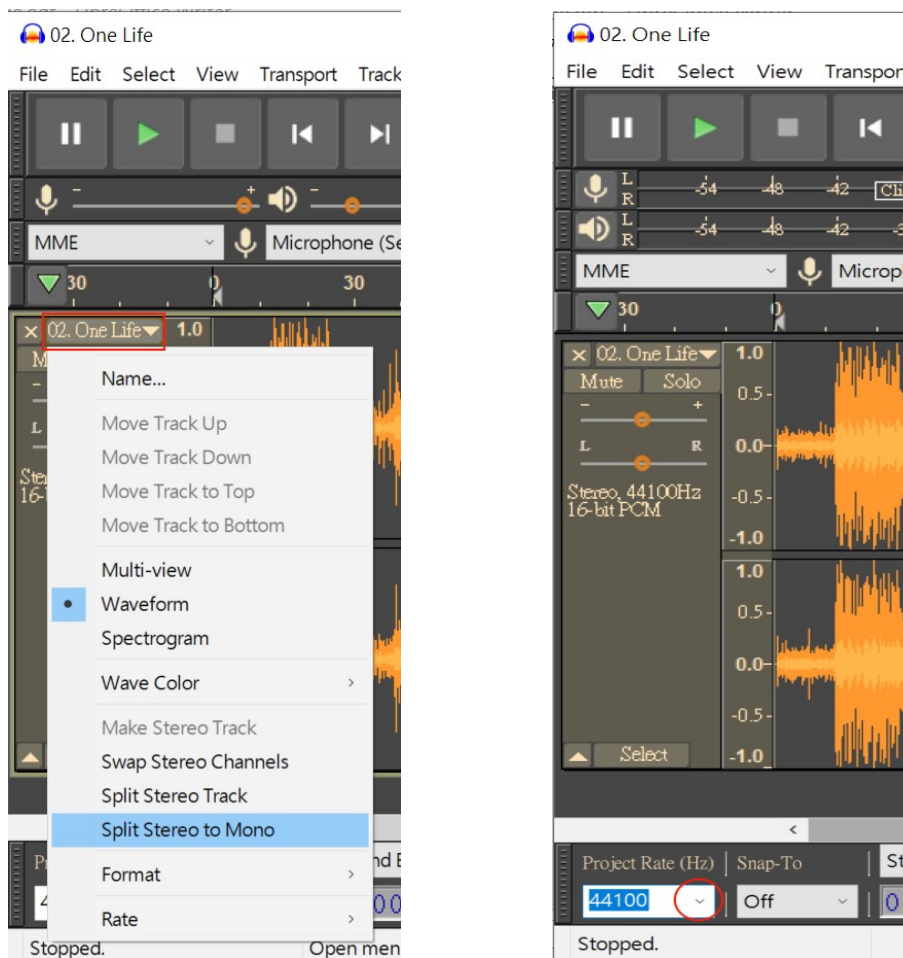 02. One Life
File Edit Select View Transport Track
- + -
MME Microphone (Se
30 0 30
× 02. One Life 1.0
M
-
L
Ste
16-
Name...
Move Track Up
Move Track Down
Move Track to Top
Move Track to Bottom
Multi-view
Waveform
Spectrogram
Wave Color
Make Stereo Track
Swap Stereo Channels
Split Stereo Track
Split Stereo to Mono
Format
Rate
Stopped. Open men
02. One Life
File Edit Select View Transpor
L R -54 -48 -42 Cli
L R -54 -48 -42 -3
MME Microp
30 0
× 02. One Life 1.0
Mute Solo 0.5
- +
L R 0.0
Stereo, 44100Hz -0.5
16-bit PCM
-1.0
1.0
0.5
0.0
-0.5
Select -1.0
Project Rate (Hz) Snap-To St
44100 Off 0
Stopped.